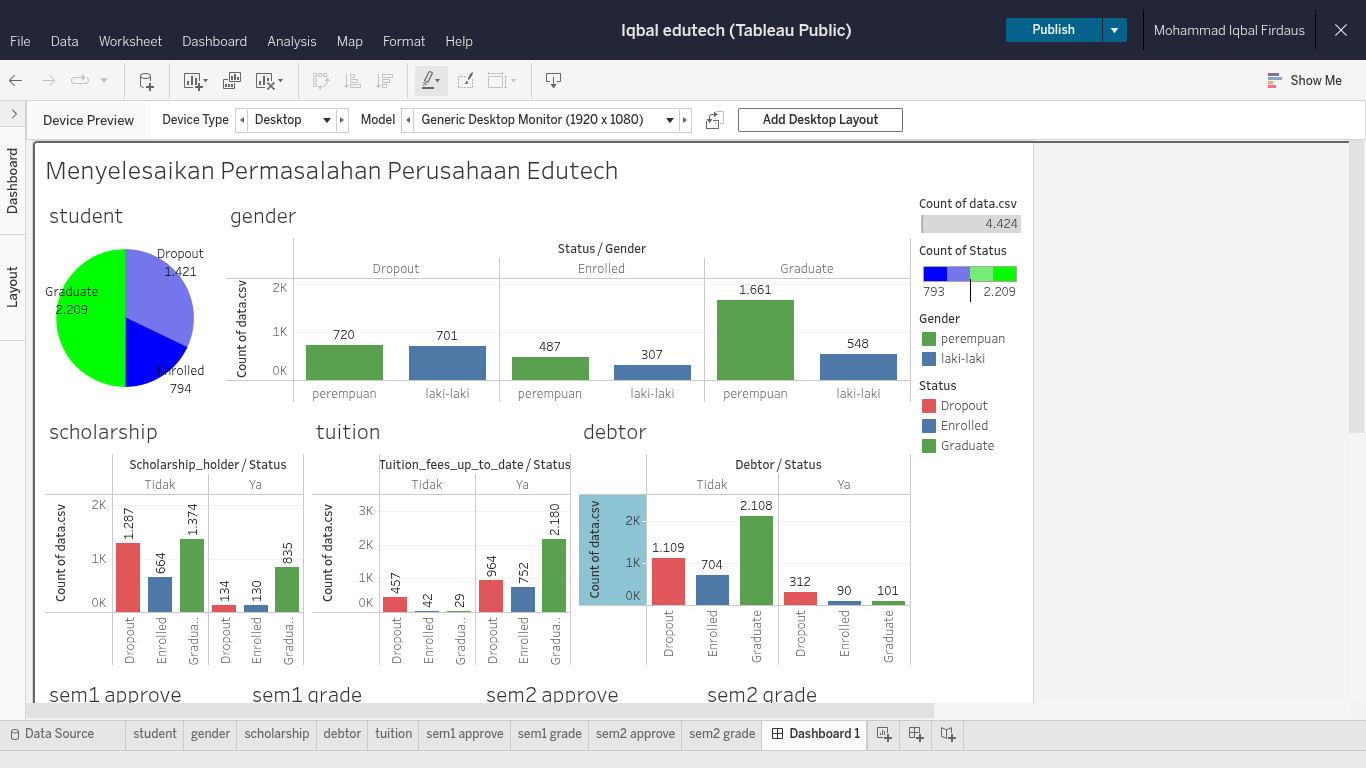 Iqbal edutech (Tableau Public)
Publish
Mohammad Iqbal Firdaus
File Data Worksheet Dashboard Analysis Map Format Help
Show Me
Device Preview Device Type Desktop Model Generic Desktop Monitor (1920 x 1080) Add Desktop Layout
Dashboard
Layout
Menyelesaikan Permasalahan Perusahaan Edutech
student
Dropout
1.421
Graduate
2.209
Enrolled
794
gender
Status / Gender
Dropout Enrolled Graduate
Count of data.csv
2K
1K
0K
720 701 487 307 1.661 548
perempuan laki-laki perempuan laki-laki perempuan laki-laki
Count of data.csv
4.424
Count of Status
793 2.209
Gender
perempuan
laki-laki
Status
Dropout
Enrolled
Graduate
scholarship
Scholarship_holder / Status
Tidak Ya
Count of data.csv
2K
1K
0K
1.287 664 1.374 134 130 835
Dropout Enrolled Gradua.. Dropout Enrolled Gradua..
tuition
Tuition_fees_up_to_date / Status
Tidak Ya
Count of data.csv
3K
2K
1K
0K
457 42 29 964 752 2.180
Dropout Enrolled Gradua.. Dropout Enrolled Gradua..
debtor
Debtor / Status
Tidak Ya
Count of data.csv
2K
1K
0K
1.109 704 2.108 312 90 101
Dropout Enrolled Graduate Dropout Enrolled Graduate
sem1 approve sem1 grade sem2 approve sem2 grade
Data Source student gender scholarship debtor tuition sem1 approve sem1 grade sem2 approve sem2 grade Dashboard 1